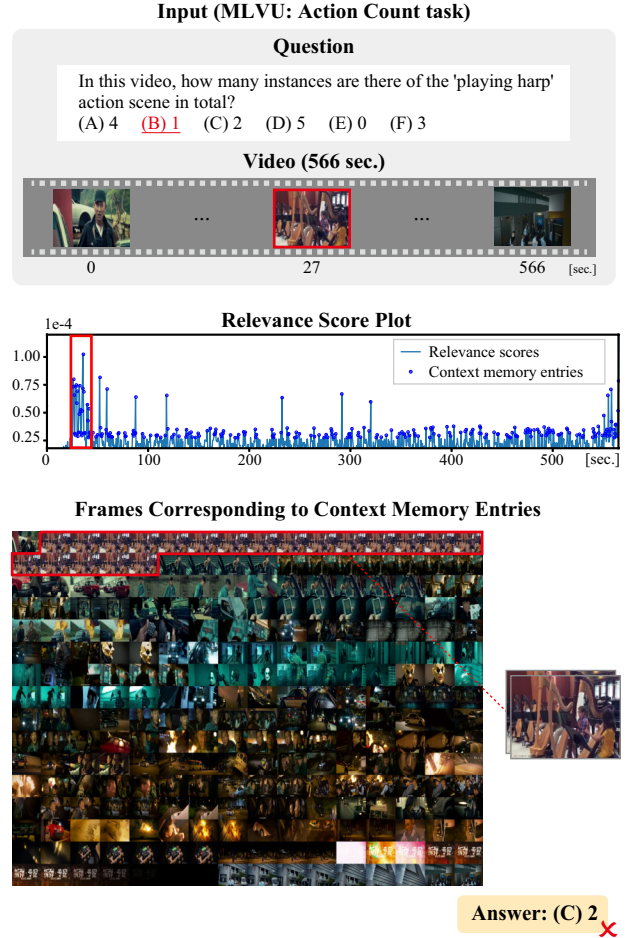 Input (MLVU: Action Count task)
Question
In this video, how many instances are there of the 'playing harp'
action scene in total?
(A) 4 (B) 1 (C) 2 (D) 5 (E) 0 (F) 3
Video (566 sec.)
... ...
0 27 566 [sec.]
Relevance Score Plot
1e-4
Relevance scores
Context memory entries
1.00
0.75
0.50
0.25
0 100 200 300 400 500 [sec.]
Frames Corresponding to Context Memory Entries
Answer: (C) 2